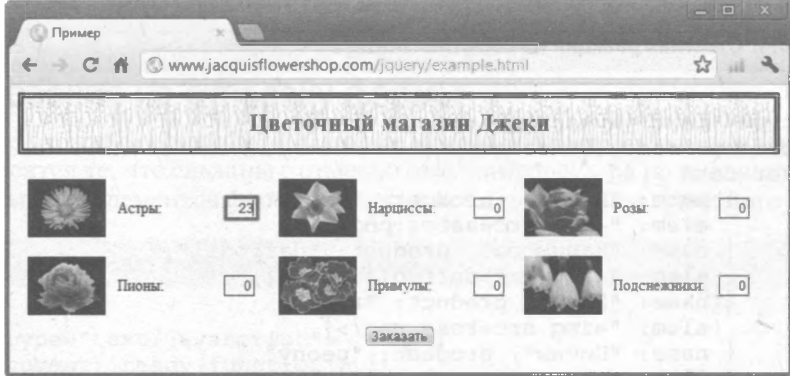 Пример
www.jacquisflowershop.com/jquery/example.html
Цветочный магазин Джеки
Астры: 23 Нарциссы: 0 Розы: 0
Пионы: 0 Примулы: 0 Подснежники: 0
Заказать